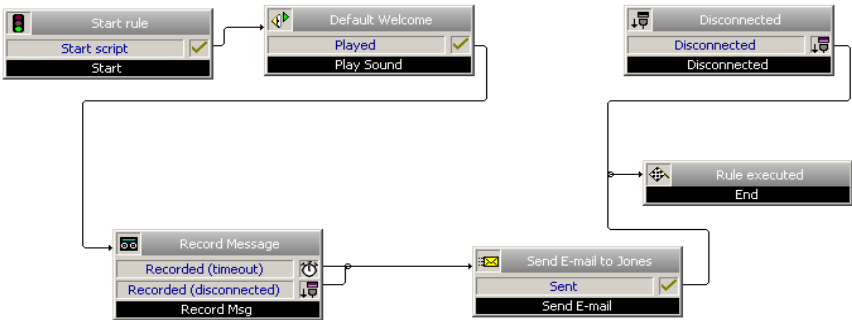 Start rule
Start script
Start
Default Welcome
Played
Play Sound
Disconnected
Disconnected
Disconnected
Rule executed
End
Record Message
Recorded (timeout)
Recorded (disconnected)
Record Msg
Send E-mail to Jones
Sent
Send E-mail